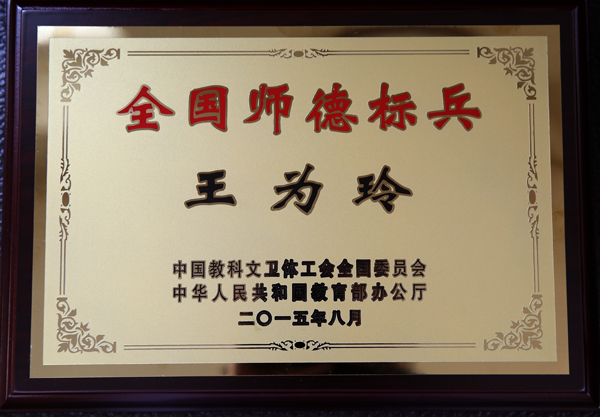 全国师德标兵
王为玲
中国教科文卫体工会全国委员会
中华人民共和国教育部办公厅
二〇一五年八月